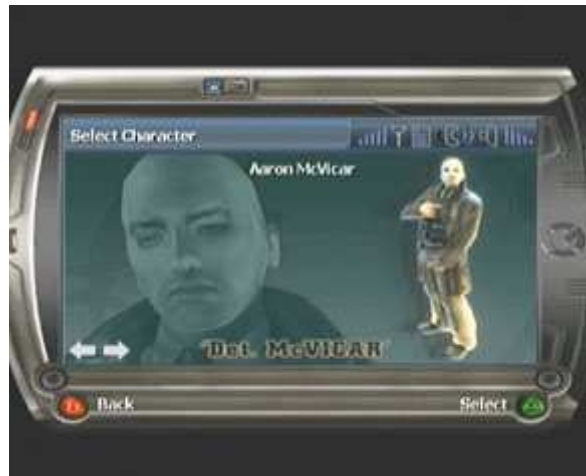 Select Character
Aaron McVicar
"Det. McVICAR"
Back
Select